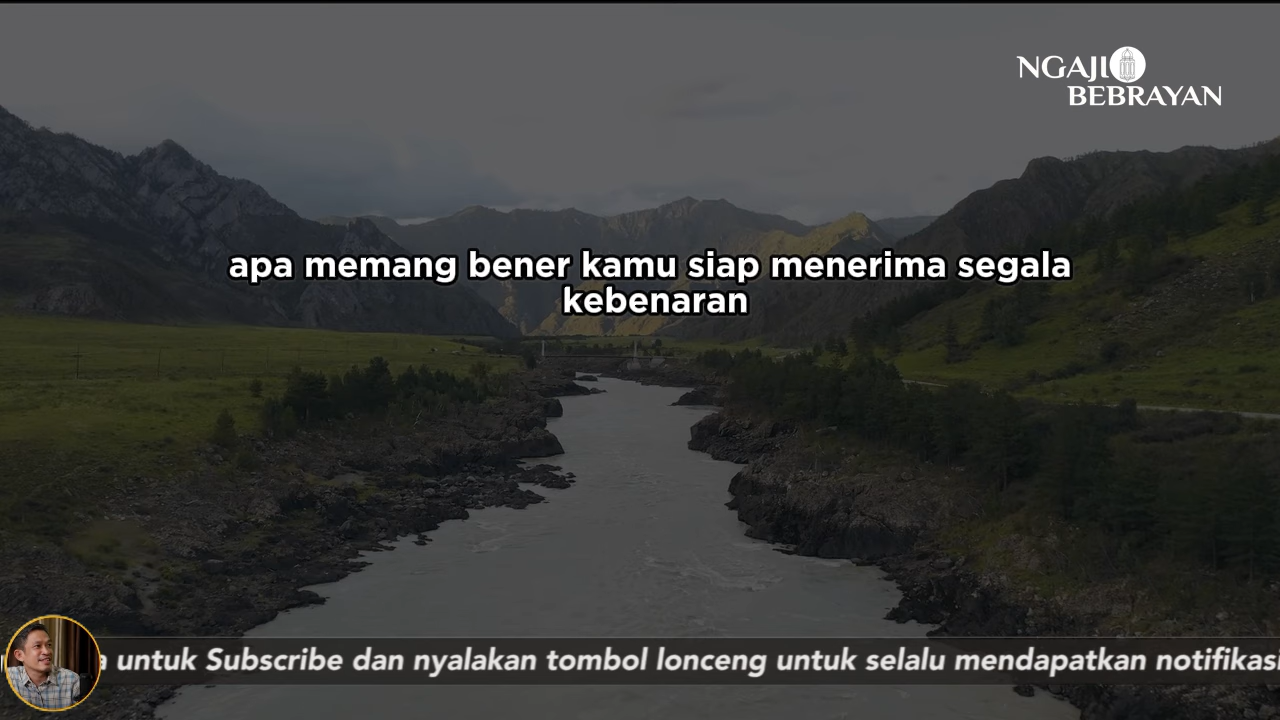 NGAJI
BEBRAYAN
apa memang bener kamu siap menerima segala
kebenaran
untuk Subscribe dan nyalakan tombol lonceng untuk selalu mendapatkan notifikasi